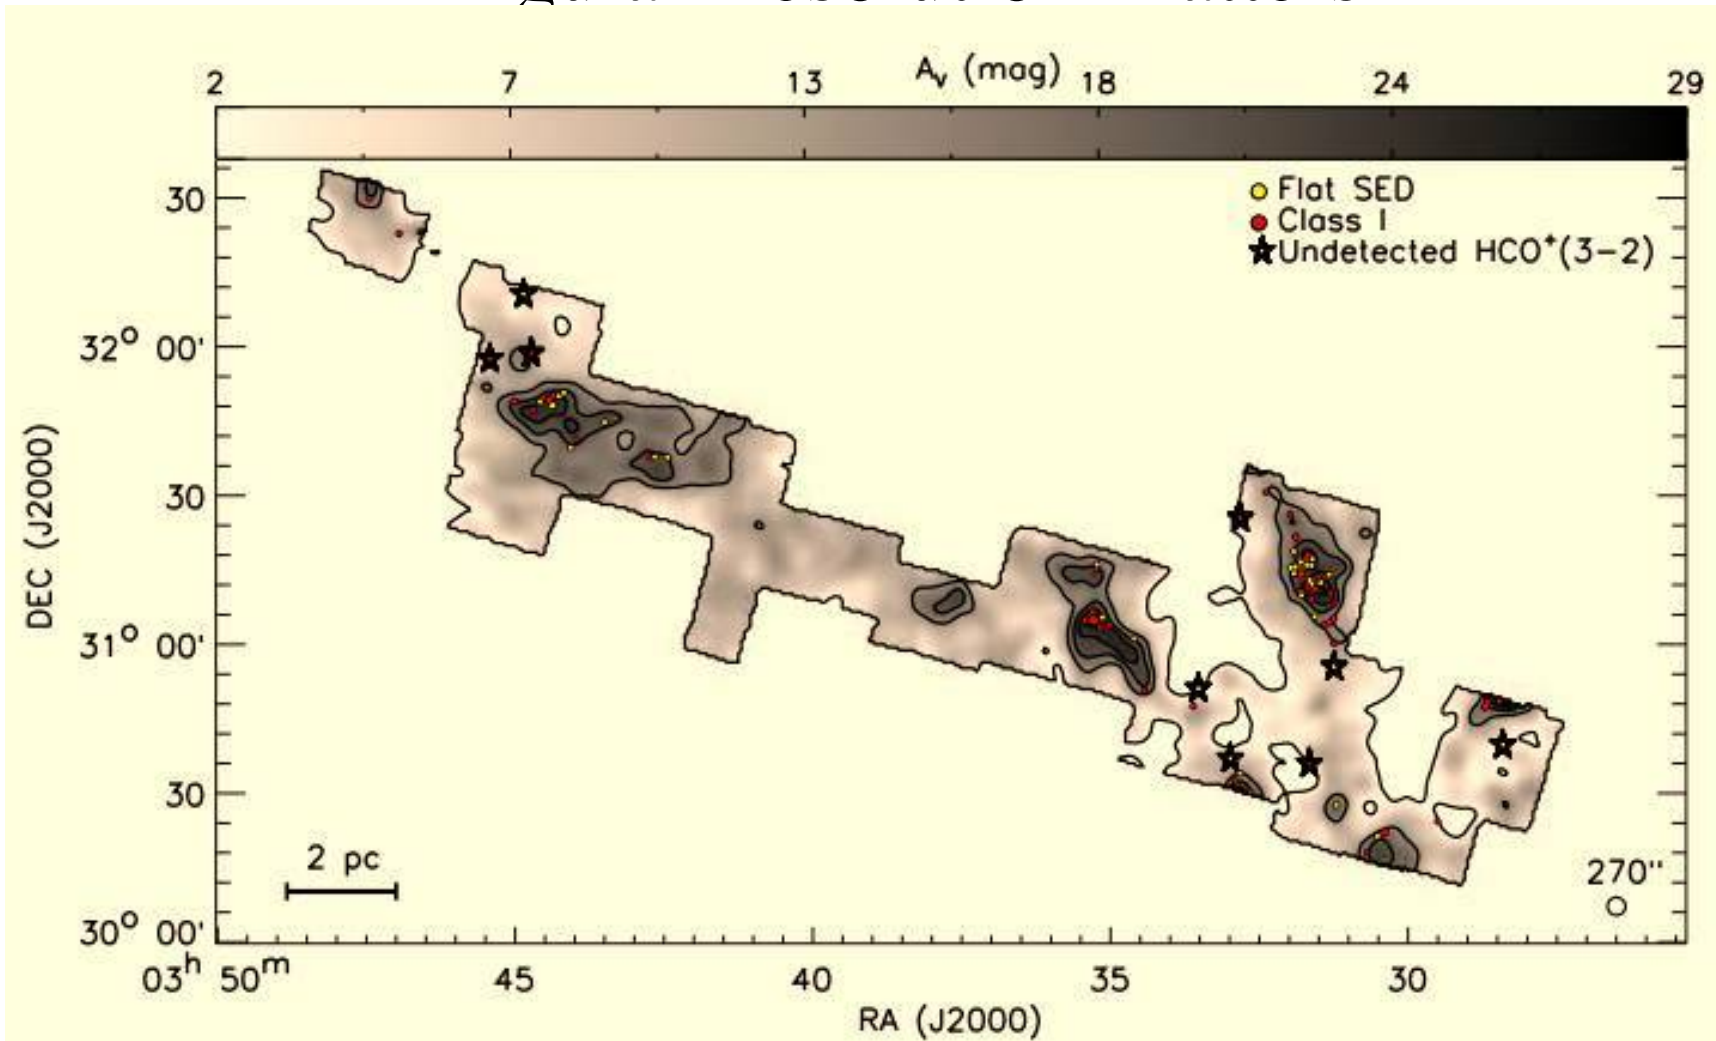 2 7 13 A_V (mag) 18 24 29
Flat SED
Class I
Undetected HCO⁺(3−2)
30
32° 00'
30
31° 00'
30
30° 00'
DEC (J2000)
2 pc
270"
03ʰ 50ᵐ 45 40 35 30
RA (J2000)